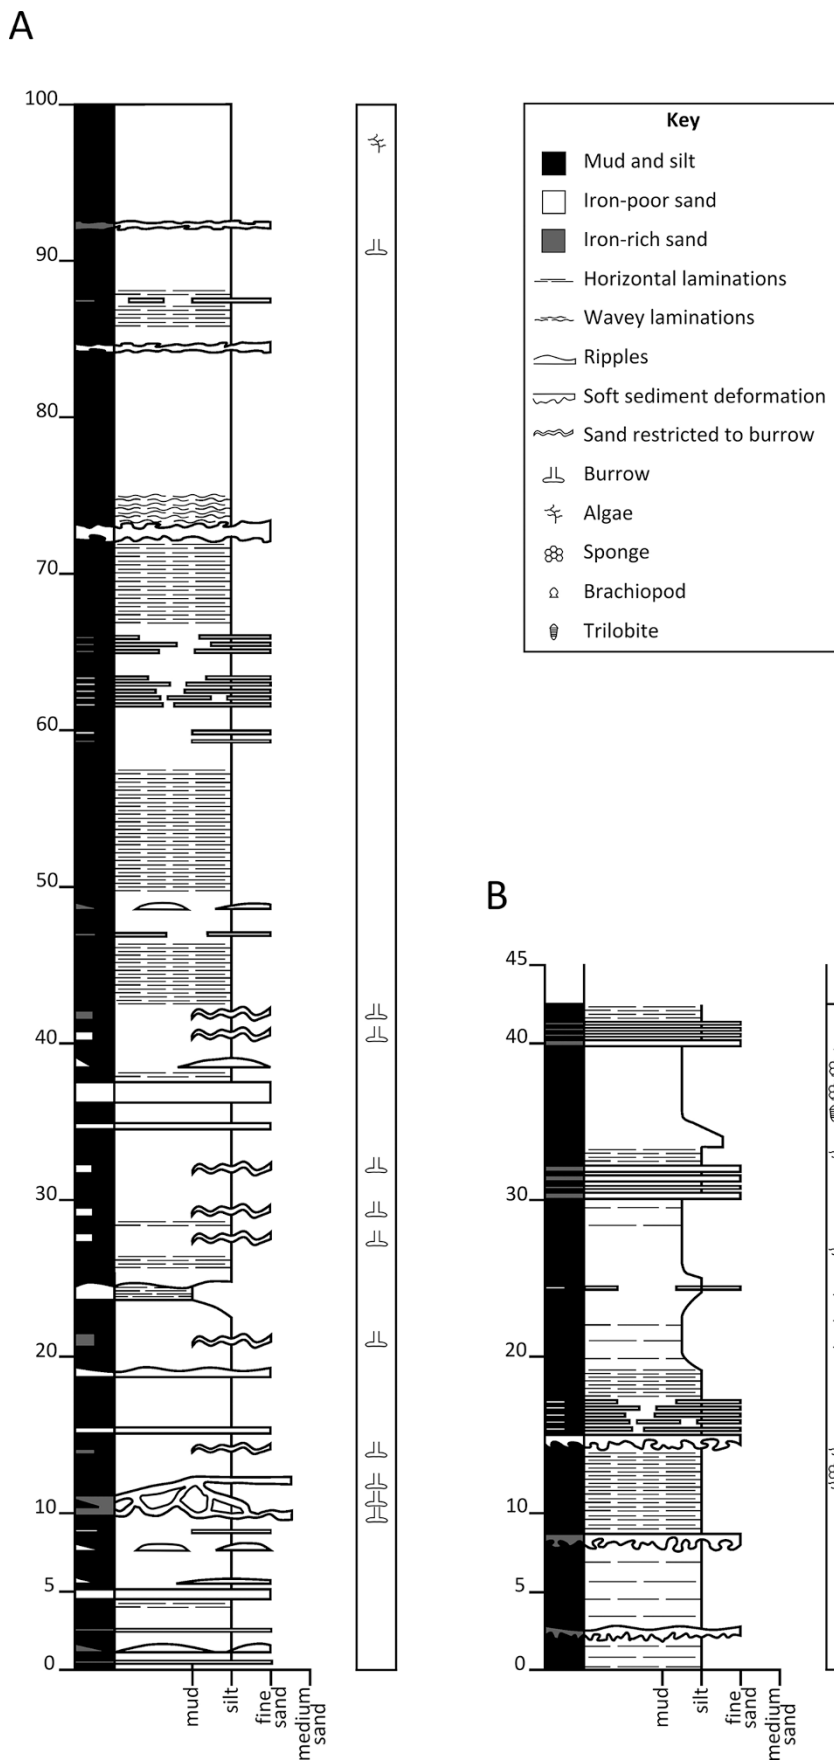 A
100
90
80
70
60
50
40
30
20
10
5
0
mud
silt
fine
sand
medium
sand
Key
Mud and silt
Iron-poor sand
Iron-rich sand
Horizontal laminations
Wavey laminations
Ripples
Soft sediment deformation
Sand restricted to burrow
Burrow
Algae
Sponge
Brachiopod
Trilobite
B
45
40
30
20
10
5
0
mud
silt
fine
sand
medium
sand